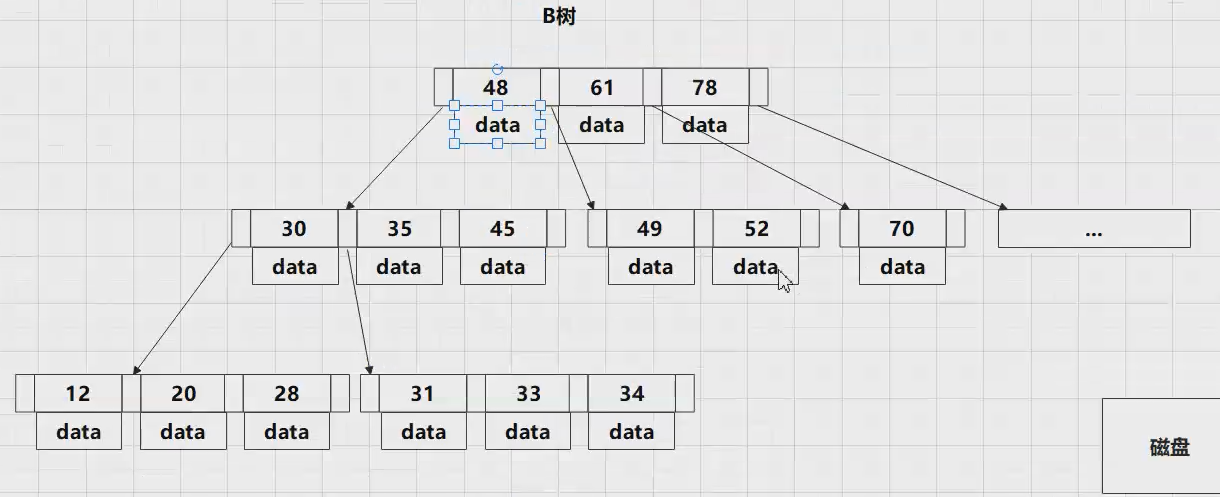 B树
48 61 78
data data data
30 35 45 49 52 70 ...
data data data data data data
12 20 28 31 33 34
data data data data data data
磁盘